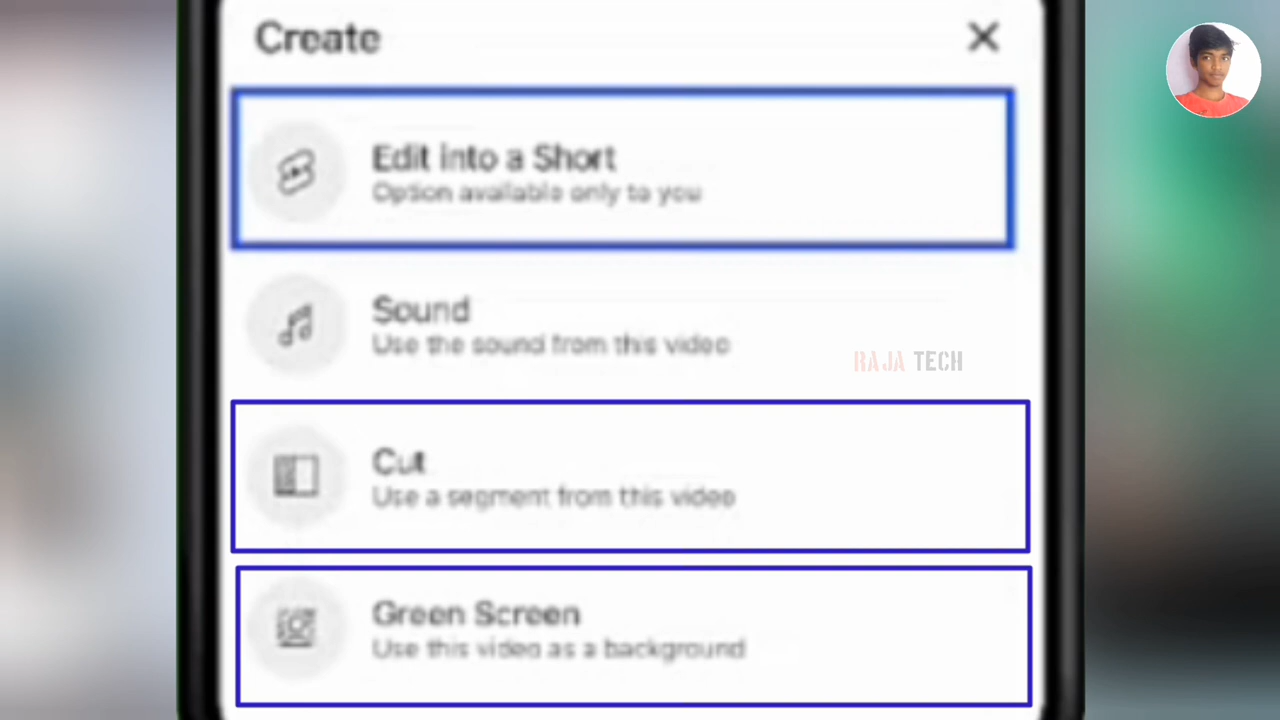 Create
Edit into a Short
Option available only to you
Sound
Use the sound from this video
RAJA TECH
Cut
Use a segment from this video
Green Screen
Use this video as a background